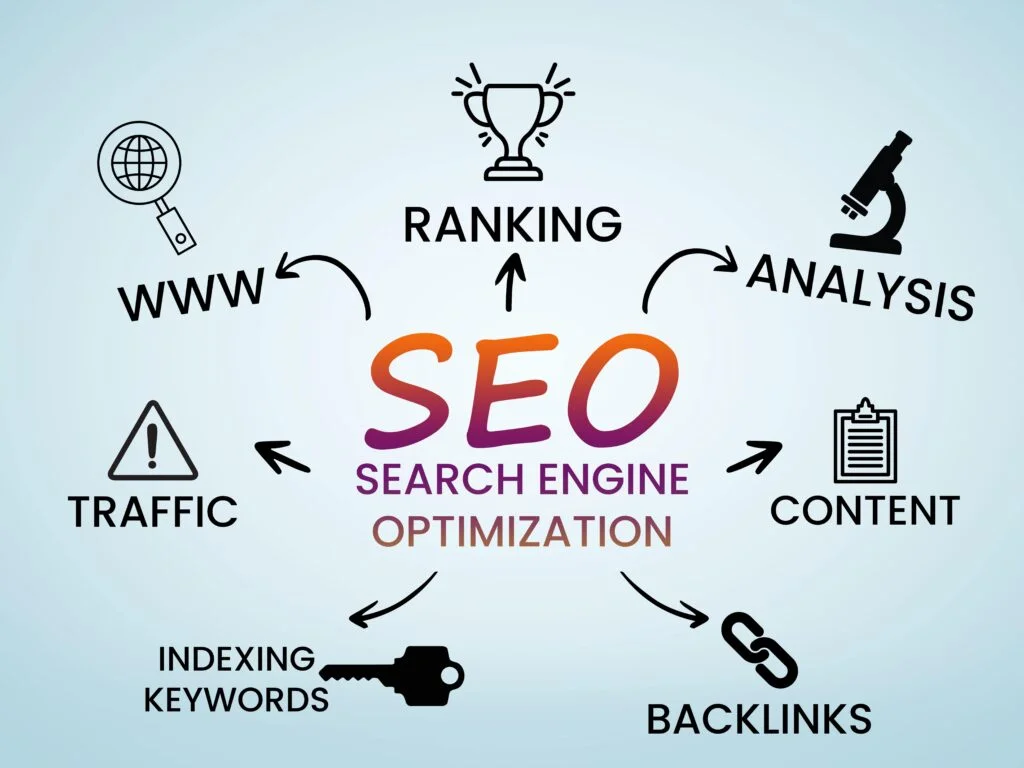 RANKING
WWW
ANALYSIS
SEO
SEARCH ENGINE
OPTIMIZATION
TRAFFIC
CONTENT
INDEXING
KEYWORDS
BACKLINKS